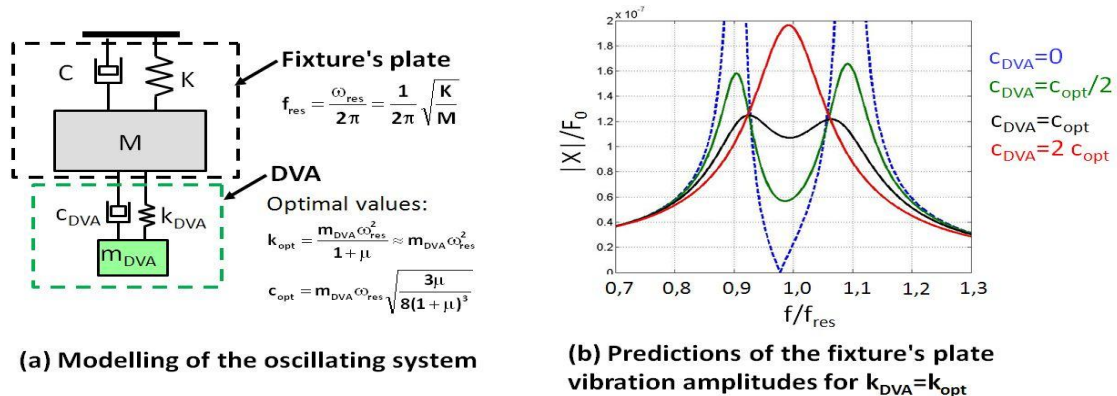 C
K
M
c_DVA
k_DVA
m_DVA
Fixture's plate
f_res = ω_res / 2π = 1 / 2π √(K / M)
DVA
Optimal values:
k_opt = m_DVA ω²_res / 1 + μ ≈ m_DVA ω²_res
c_opt = m_DVA ω_res √(3μ / 8(1 + μ)³)
(a) Modelling of the oscillating system
2 x 10⁻⁷
1.8
1.6
1.4
1.2
1
0.8
0.6
0.4
0.2
0
|X|/F₀
0,7 0,8 0,9 1,0 1,1 1,2 1,3
f/f_res
c_DVA=0
c_DVA=c_opt/2
c_DVA=c_opt
c_DVA=2 c_opt
(b) Predictions of the fixture's plate
vibration amplitudes for k_DVA=k_opt